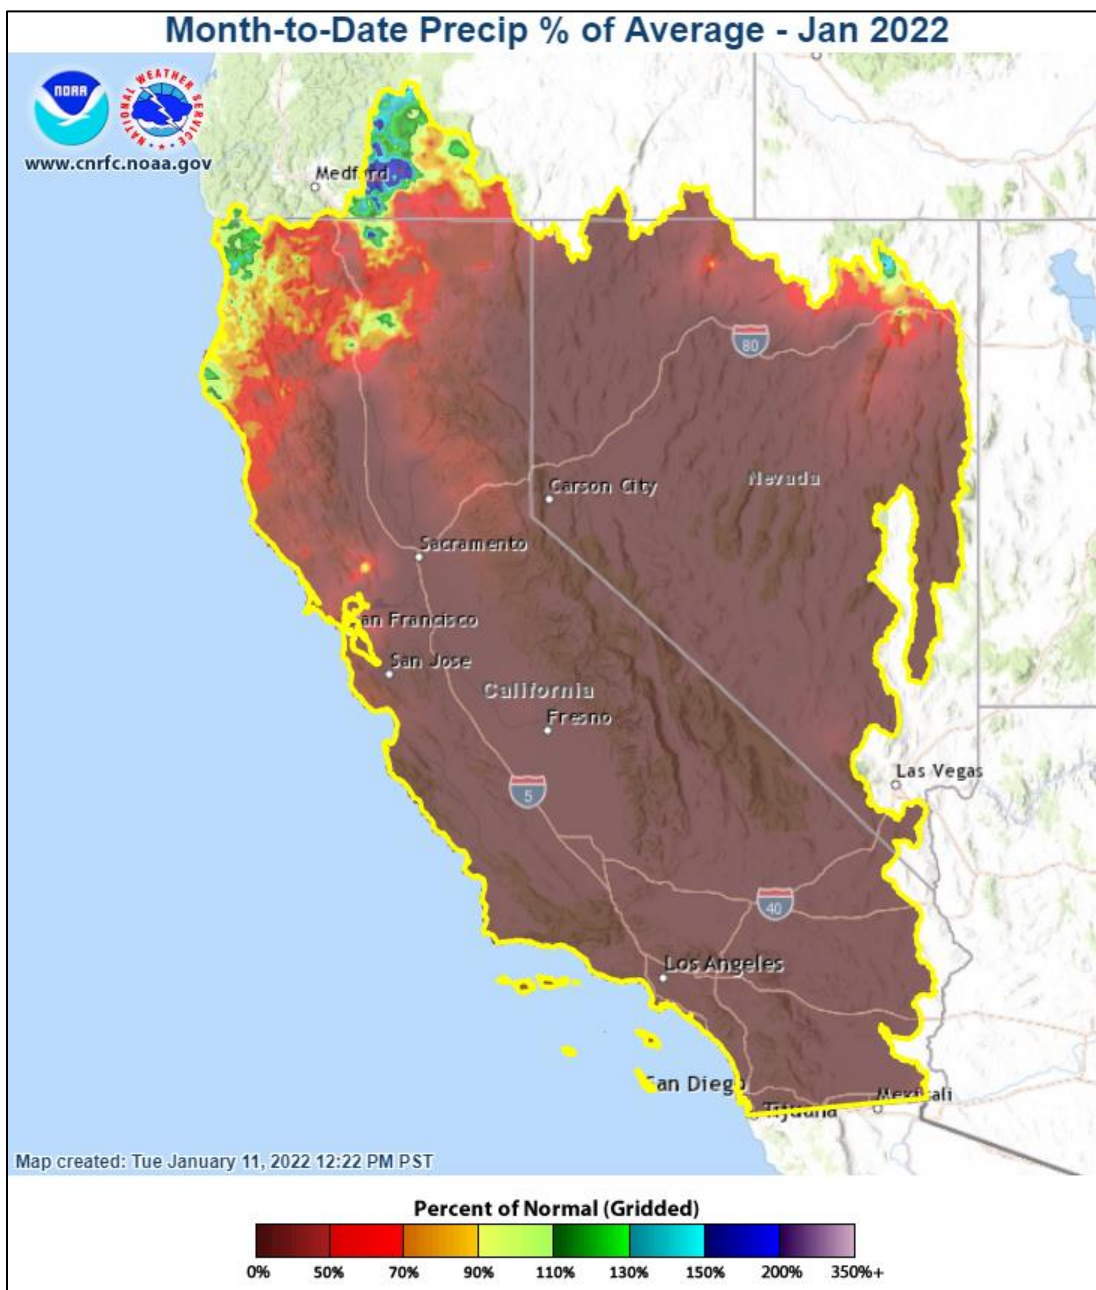 Month-to-Date Precip % of Average - Jan 2022
NOAA
NATIONAL WEATHER SERVICE
www.cnrfc.noaa.gov
Medford
80
Carson City
Nevada
Sacramento
an Francisco
San Jose
California
Fresno
Las Vegas
5
40
Los Angeles
San Diego
Tijuana
Mexicali
Map created: Tue January 11, 2022 12:22 PM PST
Percent of Normal (Gridded)
0% 50% 70% 90% 110% 130% 150% 200% 350%+